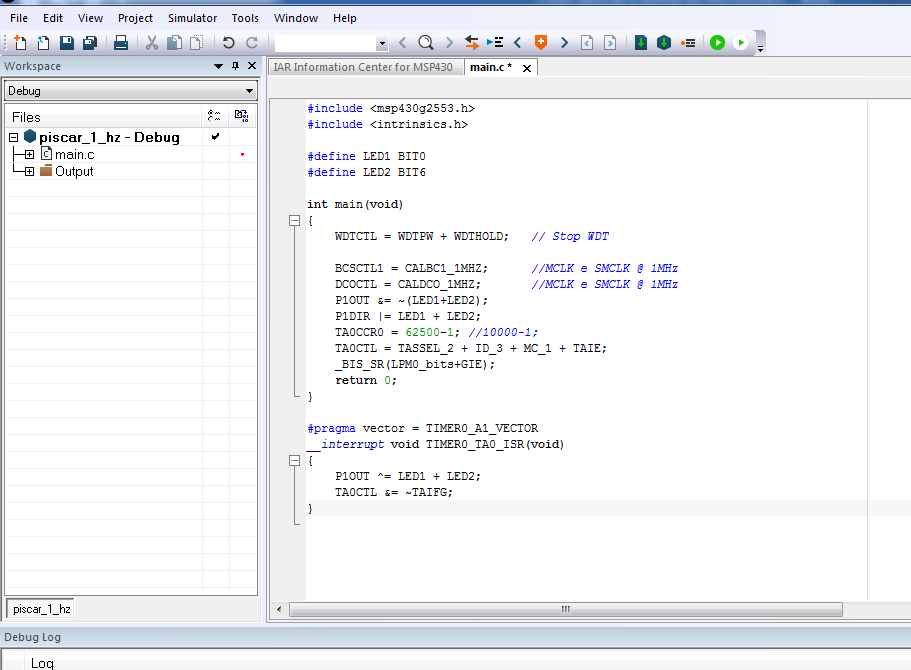 File Edit View Project Simulator Tools Window Help
Workspace
IAR Information Center for MSP430 main.c *
Debug
Files
piscar_1_hz - Debug
main.c
Output
#include <msp430g2553.h>
#include <intrinsics.h>
#define LED1 BIT0
#define LED2 BIT6
int main(void)
{
WDTCTL = WDTPW + WDTHOLD; // Stop WDT
BCSCTL1 = CALBC1_1MHZ; //MCLK e SMCLK @ 1MHz
DCOCTL = CALDCO_1MHZ; //MCLK e SMCLK @ 1MHz
P1OUT &= ~(LED1+LED2);
P1DIR |= LED1 + LED2;
TA0CCR0 = 62500-1; //10000-1;
TA0CTL = TASSEL_2 + ID_3 + MC_1 + TAIE;
_BIS_SR(LPM0_bits+GIE);
return 0;
}
#pragma vector = TIMER0_A1_VECTOR
__interrupt void TIMER0_TA0_ISR(void)
{
P1OUT ^= LED1 + LED2;
TA0CTL &= ~TAIFG;
}
piscar_1_hz
Debug Log
Log